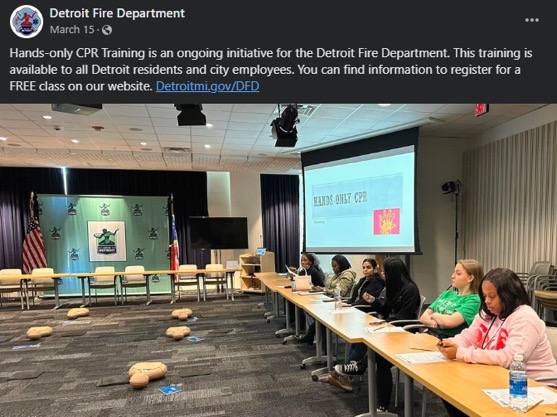 Detroit Fire Department
March 15 ·
Hands-only CPR Training is an ongoing initiative for the Detroit Fire Department. This training is
available to all Detroit residents and city employees. You can find information to register for a
FREE class on our website. Detroitmi.gov/DFD
HANDS-ONLY CPR
DETROIT